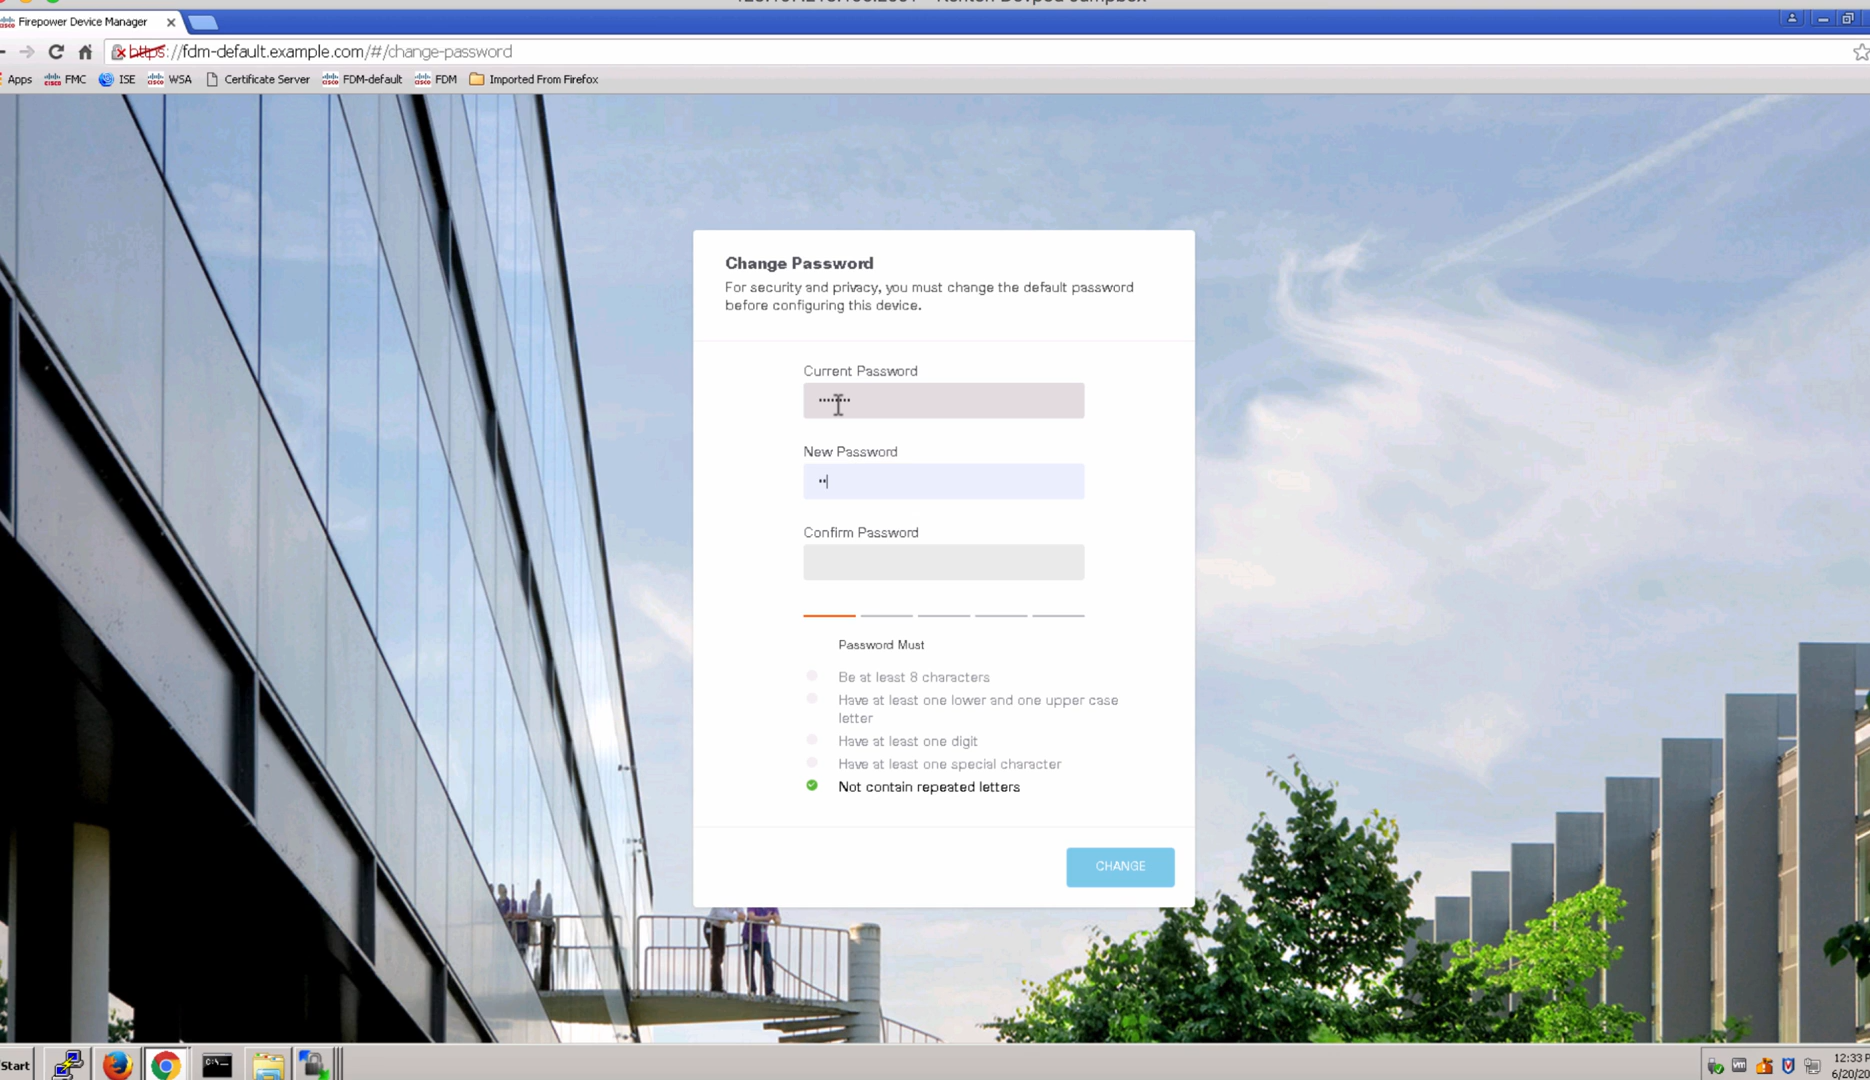 Firepower Device Manager
https://fdm-default.example.com/#/change-password
Apps FMC ISE WSA Certificate Server FDM-default FDM Imported From Firefox
Change Password
For security and privacy, you must change the default password
before configuring this device.
Current Password
New Password
Confirm Password
Password Must
Be at least 8 characters
Have at least one lower and one upper case
letter
Have at least one digit
Have at least one special character
Not contain repeated letters
CHANGE
Start
12:33 P
6/20/20